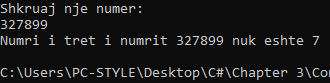 Shkruaj nje numer:
327899
Numri i tret i numrit 327899 nuk eshte 7
C:\Users\PC-STYLE\Desktop\C#\Chapter 3\Co